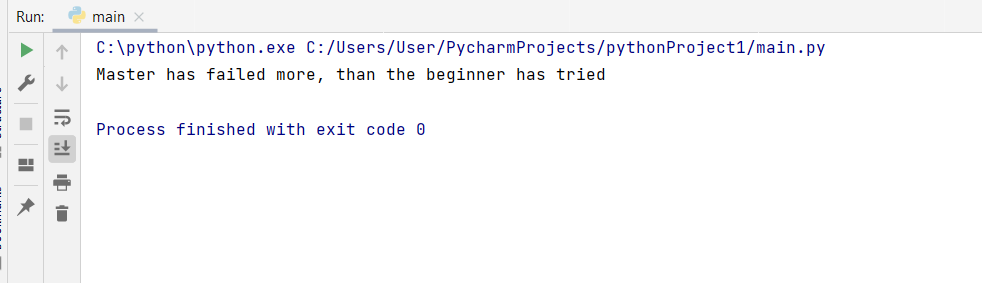 Run: main
C:\python\python.exe C:/Users/User/PycharmProjects/pythonProject1/main.py
Master has failed more, than the beginner has tried
Process finished with exit code 0